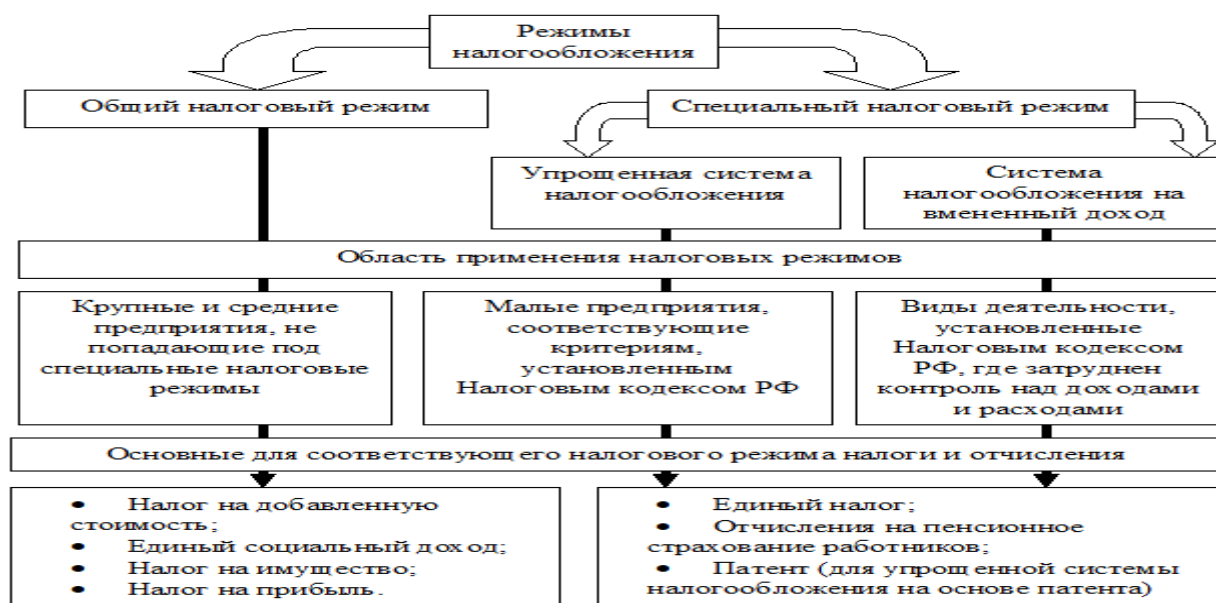 Режимы
налогообложения
Общий налоговый режим
Специальный налоговый режим
Упрощенная система
налогообложения
Система
налогообложения на
вмененный доход
Область применения налоговых режимов
Крупные и средние
предприятия, не
попадающие под
специальные налоговые
режимы
Малые предприятия,
соответствующие
критериям,
установленным
Налоговым кодексом РФ
Виды деятельности,
установленные
Налоговым кодексом
РФ, где затруднен
контроль над доходами
и расходами
Основные для соответствующего налогового режима налоги и отчисления
• Налог на добавленную
стоимость;
• Единый социальный доход;
• Налог на имущество;
• Налог на прибыль.
• Единый налог;
• Отчисления на пенсионное
страхование работников;
• Патент (для упрощенной системы
налогообложения на основе патента)